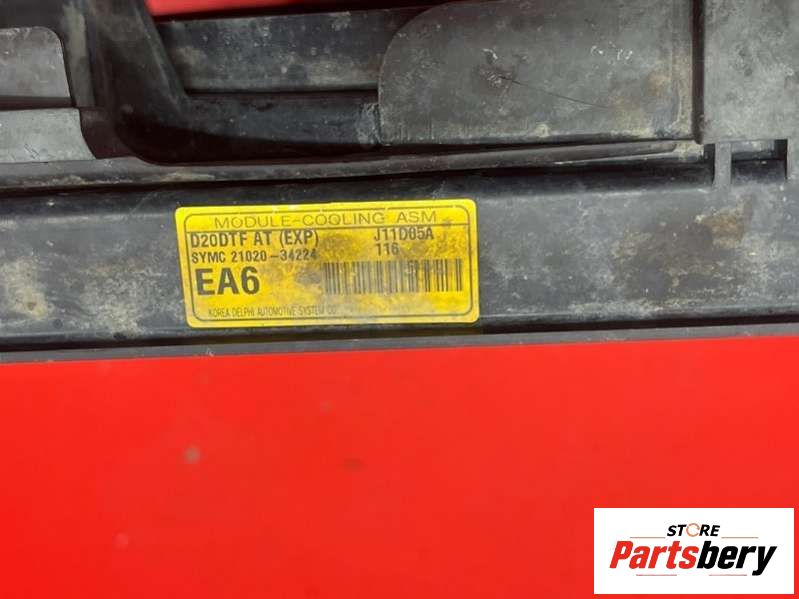 MODULE-COOLING ASM
D20DTF AT (EXP) J11D05A
SYMC 21020-34224 116
EA6
KOREA DELPHI AUTOMOTIVE SYSTEM CO
STORE
Partsbery